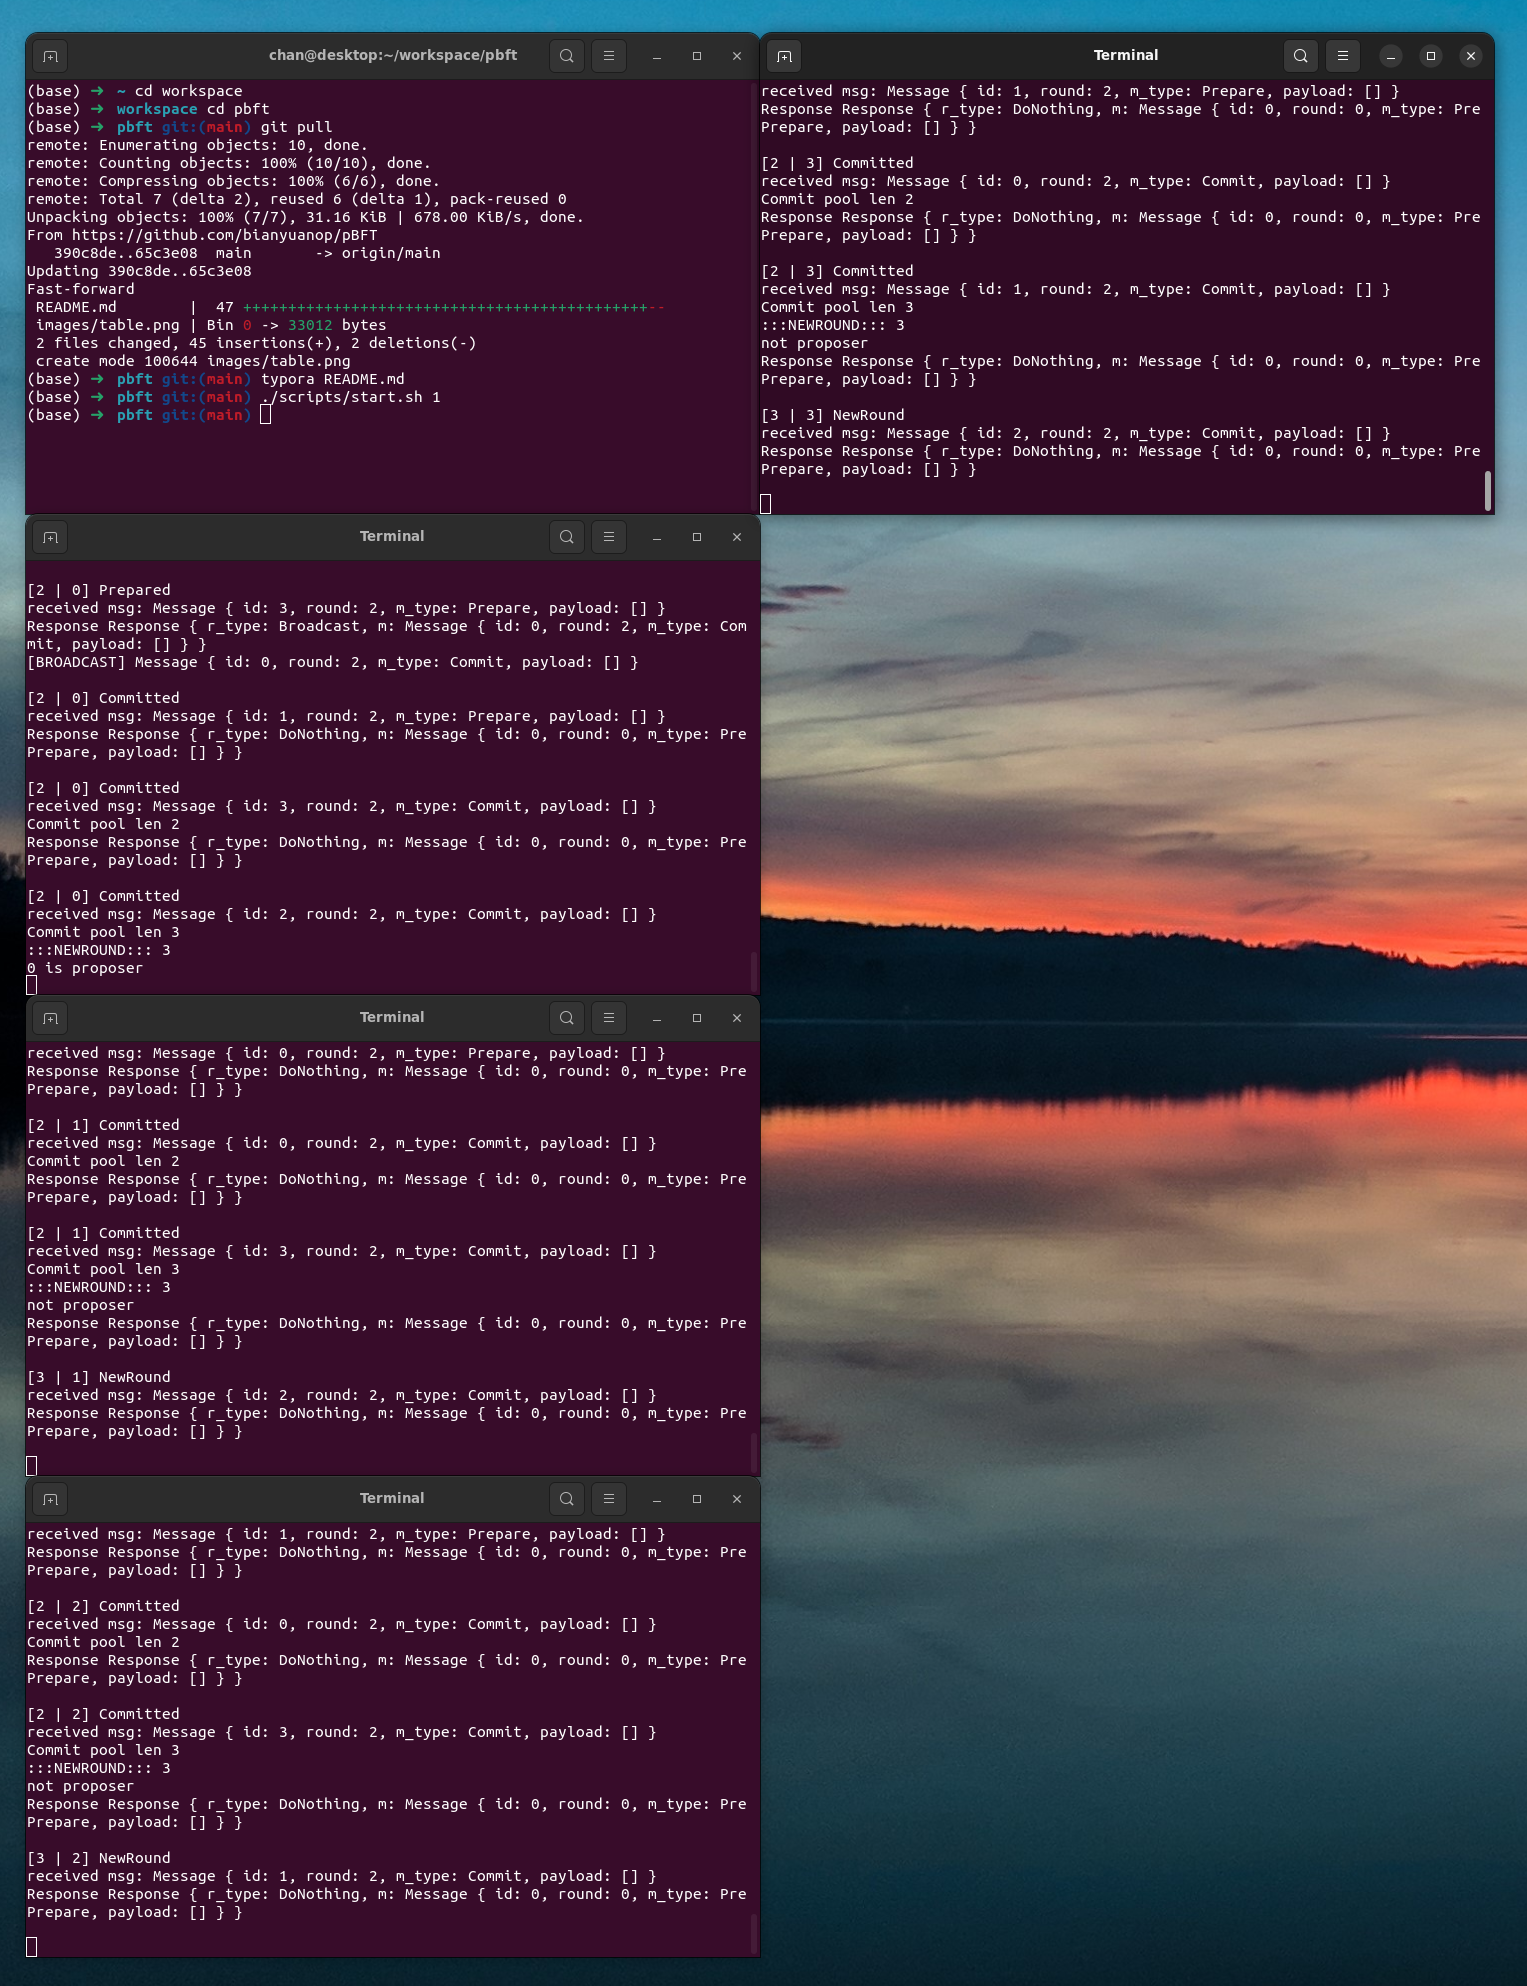 chan@desktop:~/workspace/pbft
(base) ➜ ~ cd workspace
(base) ➜ workspace cd pbft
(base) ➜ pbft git:(main) git pull
remote: Enumerating objects: 10, done.
remote: Counting objects: 100% (10/10), done.
remote: Compressing objects: 100% (6/6), done.
remote: Total 7 (delta 2), reused 6 (delta 1), pack-reused 0
Unpacking objects: 100% (7/7), 31.16 KiB | 678.00 KiB/s, done.
From https://github.com/bianyuanop/pBFT
   390c8de..65c3e08  main       -> origin/main
Updating 390c8de..65c3e08
Fast-forward
 README.md        |  47 +++++++++++++++++++++++++++++++++++++++++++++--
 images/table.png | Bin 0 -> 33012 bytes
 2 files changed, 45 insertions(+), 2 deletions(-)
 create mode 100644 images/table.png
(base) ➜ pbft git:(main) typora README.md
(base) ➜ pbft git:(main) ./scripts/start.sh 1
(base) ➜ pbft git:(main)
Terminal
received msg: Message { id: 1, round: 2, m_type: Prepare, payload: [] }
Response Response { r_type: DoNothing, m: Message { id: 0, round: 0, m_type: Pre
Prepare, payload: [] } }
[2 | 3] Committed
received msg: Message { id: 0, round: 2, m_type: Commit, payload: [] }
Commit pool len 2
Response Response { r_type: DoNothing, m: Message { id: 0, round: 0, m_type: Pre
Prepare, payload: [] } }
[2 | 3] Committed
received msg: Message { id: 1, round: 2, m_type: Commit, payload: [] }
Commit pool len 3
:::NEWROUND::: 3
not proposer
Response Response { r_type: DoNothing, m: Message { id: 0, round: 0, m_type: Pre
Prepare, payload: [] } }
[3 | 3] NewRound
received msg: Message { id: 2, round: 2, m_type: Commit, payload: [] }
Response Response { r_type: DoNothing, m: Message { id: 0, round: 0, m_type: Pre
Prepare, payload: [] } }
Terminal
[2 | 0] Prepared
received msg: Message { id: 3, round: 2, m_type: Prepare, payload: [] }
Response Response { r_type: Broadcast, m: Message { id: 0, round: 2, m_type: Com
mit, payload: [] } }
[BROADCAST] Message { id: 0, round: 2, m_type: Commit, payload: [] }
[2 | 0] Committed
received msg: Message { id: 1, round: 2, m_type: Prepare, payload: [] }
Response Response { r_type: DoNothing, m: Message { id: 0, round: 0, m_type: Pre
Prepare, payload: [] } }
[2 | 0] Committed
received msg: Message { id: 3, round: 2, m_type: Commit, payload: [] }
Commit pool len 2
Response Response { r_type: DoNothing, m: Message { id: 0, round: 0, m_type: Pre
Prepare, payload: [] } }
[2 | 0] Committed
received msg: Message { id: 2, round: 2, m_type: Commit, payload: [] }
Commit pool len 3
:::NEWROUND::: 3
0 is proposer
Terminal
received msg: Message { id: 0, round: 2, m_type: Prepare, payload: [] }
Response Response { r_type: DoNothing, m: Message { id: 0, round: 0, m_type: Pre
Prepare, payload: [] } }
[2 | 1] Committed
received msg: Message { id: 0, round: 2, m_type: Commit, payload: [] }
Commit pool len 2
Response Response { r_type: DoNothing, m: Message { id: 0, round: 0, m_type: Pre
Prepare, payload: [] } }
[2 | 1] Committed
received msg: Message { id: 3, round: 2, m_type: Commit, payload: [] }
Commit pool len 3
:::NEWROUND::: 3
not proposer
Response Response { r_type: DoNothing, m: Message { id: 0, round: 0, m_type: Pre
Prepare, payload: [] } }
[3 | 1] NewRound
received msg: Message { id: 2, round: 2, m_type: Commit, payload: [] }
Response Response { r_type: DoNothing, m: Message { id: 0, round: 0, m_type: Pre
Prepare, payload: [] } }
Terminal
received msg: Message { id: 1, round: 2, m_type: Prepare, payload: [] }
Response Response { r_type: DoNothing, m: Message { id: 0, round: 0, m_type: Pre
Prepare, payload: [] } }
[2 | 2] Committed
received msg: Message { id: 0, round: 2, m_type: Commit, payload: [] }
Commit pool len 2
Response Response { r_type: DoNothing, m: Message { id: 0, round: 0, m_type: Pre
Prepare, payload: [] } }
[2 | 2] Committed
received msg: Message { id: 3, round: 2, m_type: Commit, payload: [] }
Commit pool len 3
:::NEWROUND::: 3
not proposer
Response Response { r_type: DoNothing, m: Message { id: 0, round: 0, m_type: Pre
Prepare, payload: [] } }
[3 | 2] NewRound
received msg: Message { id: 1, round: 2, m_type: Commit, payload: [] }
Response Response { r_type: DoNothing, m: Message { id: 0, round: 0, m_type: Pre
Prepare, payload: [] } }